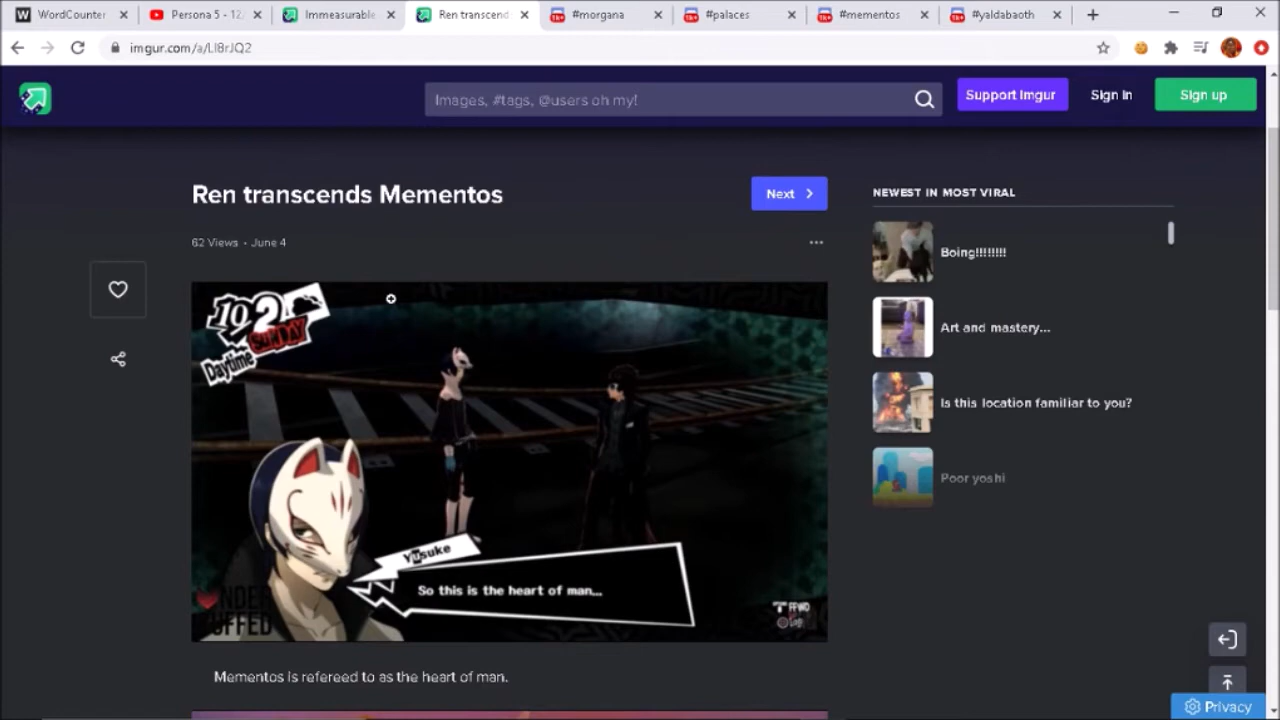 WordCounter
Persona 5 - 12
Immeasurable
Ren transcend
#morgana
#palaces
#mementos
#yaldabaoth
imgur.com/a/Ll8rJQ2
Images, #tags, @users oh my!
Support Imgur
Sign in
Sign up
Ren transcends Mementos
Next
62 Views • June 4
NEWEST IN MOST VIRAL
Boing!!!!!!!!
Art and mastery...
Is this location familiar to you?
Poor yoshi
10 2
SUNDAY
Daytime
Yusuke
So this is the heart of man...
FFWD
Mementos is refereed to as the heart of man.
Privacy